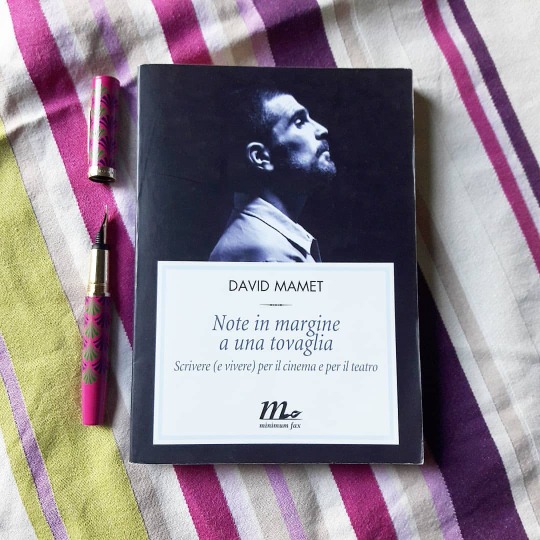 DAVID MAMET
Note in margine
a una tovaglia
Scrivere (e vivere) per il cinema e per il teatro
minimum fax